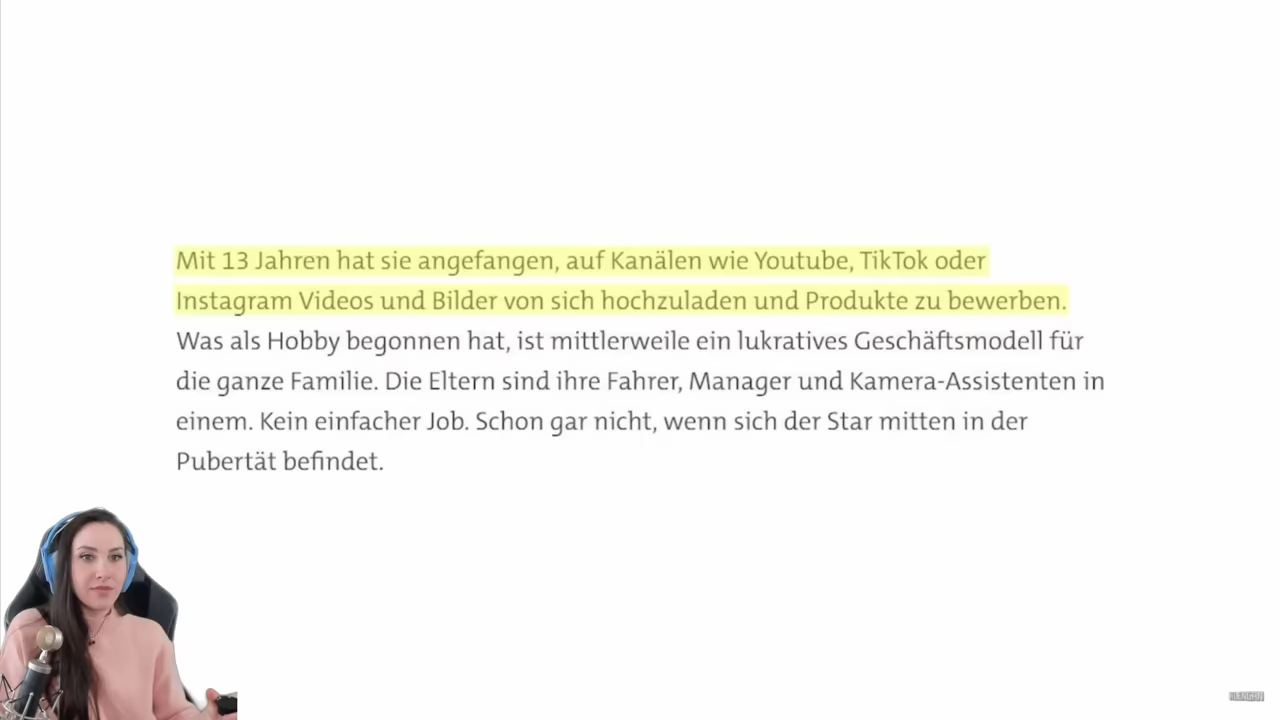 Mit 13 Jahren hat sie angefangen, auf Kanälen wie Youtube, TikTok oder
Instagram Videos und Bilder von sich hochzuladen und Produkte zu bewerben.
Was als Hobby begonnen hat, ist mittlerweile ein lukratives Geschäftsmodell für
die ganze Familie. Die Eltern sind ihre Fahrer, Manager und Kamera-Assistenten in
einem. Kein einfacher Job. Schon gar nicht, wenn sich der Star mitten in der
Pubertät befindet.